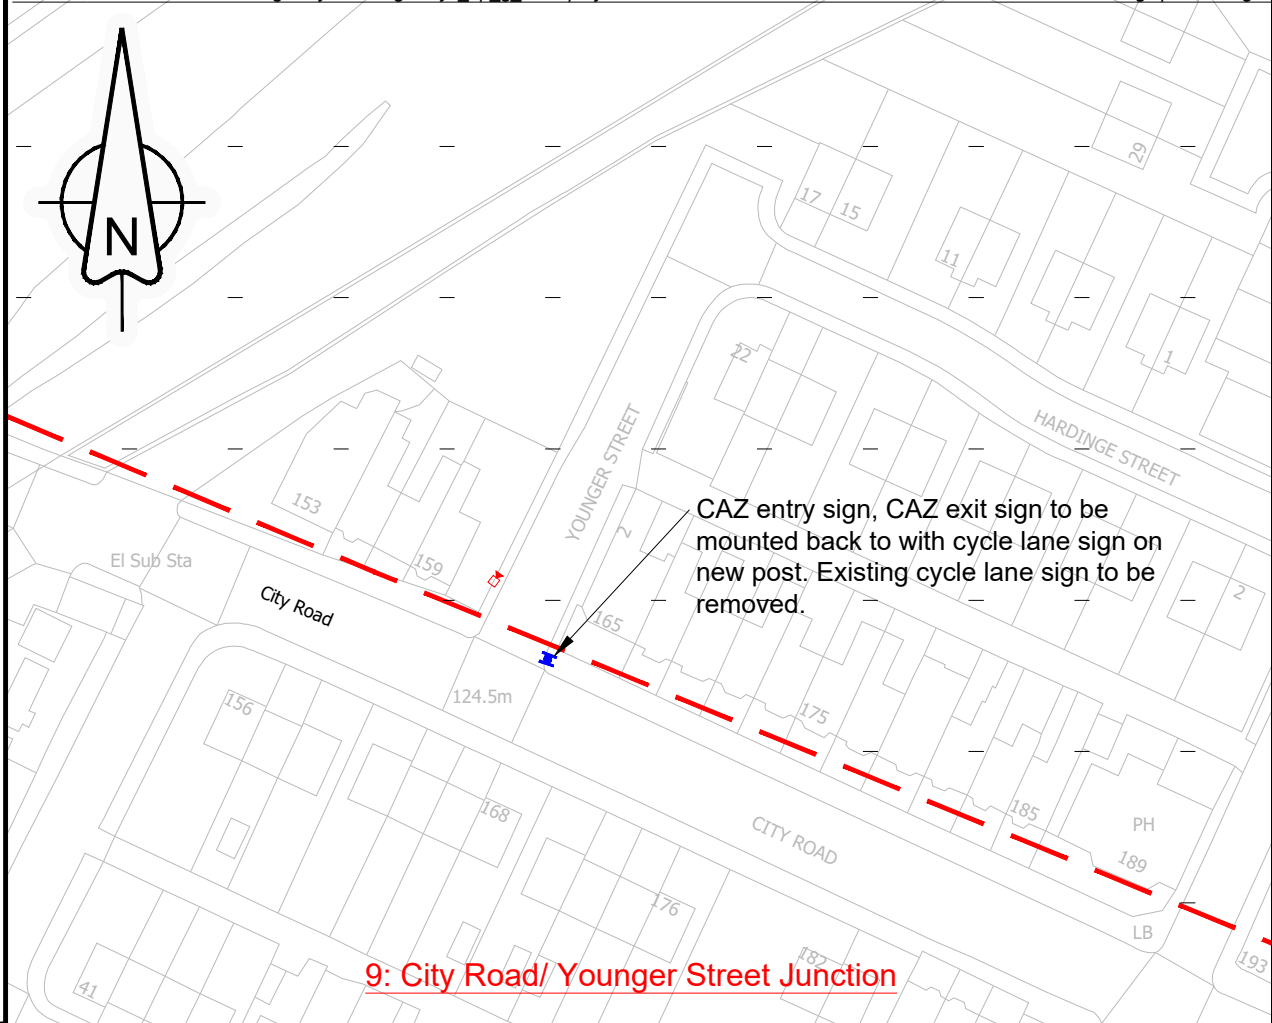 N
29
17
15
11
1
22
HARDINGE STREET
YOUNGER STREET
2
153
159
El Sub Sta
City Road
CAZ entry sign, CAZ exit sign to be
mounted back to with cycle lane sign on
new post. Existing cycle lane sign to be
removed.
2
165
124.5m
156
175
168
CITY ROAD
185
PH
189
176
LB
182
193
41
9: City Road/ Younger Street Junction